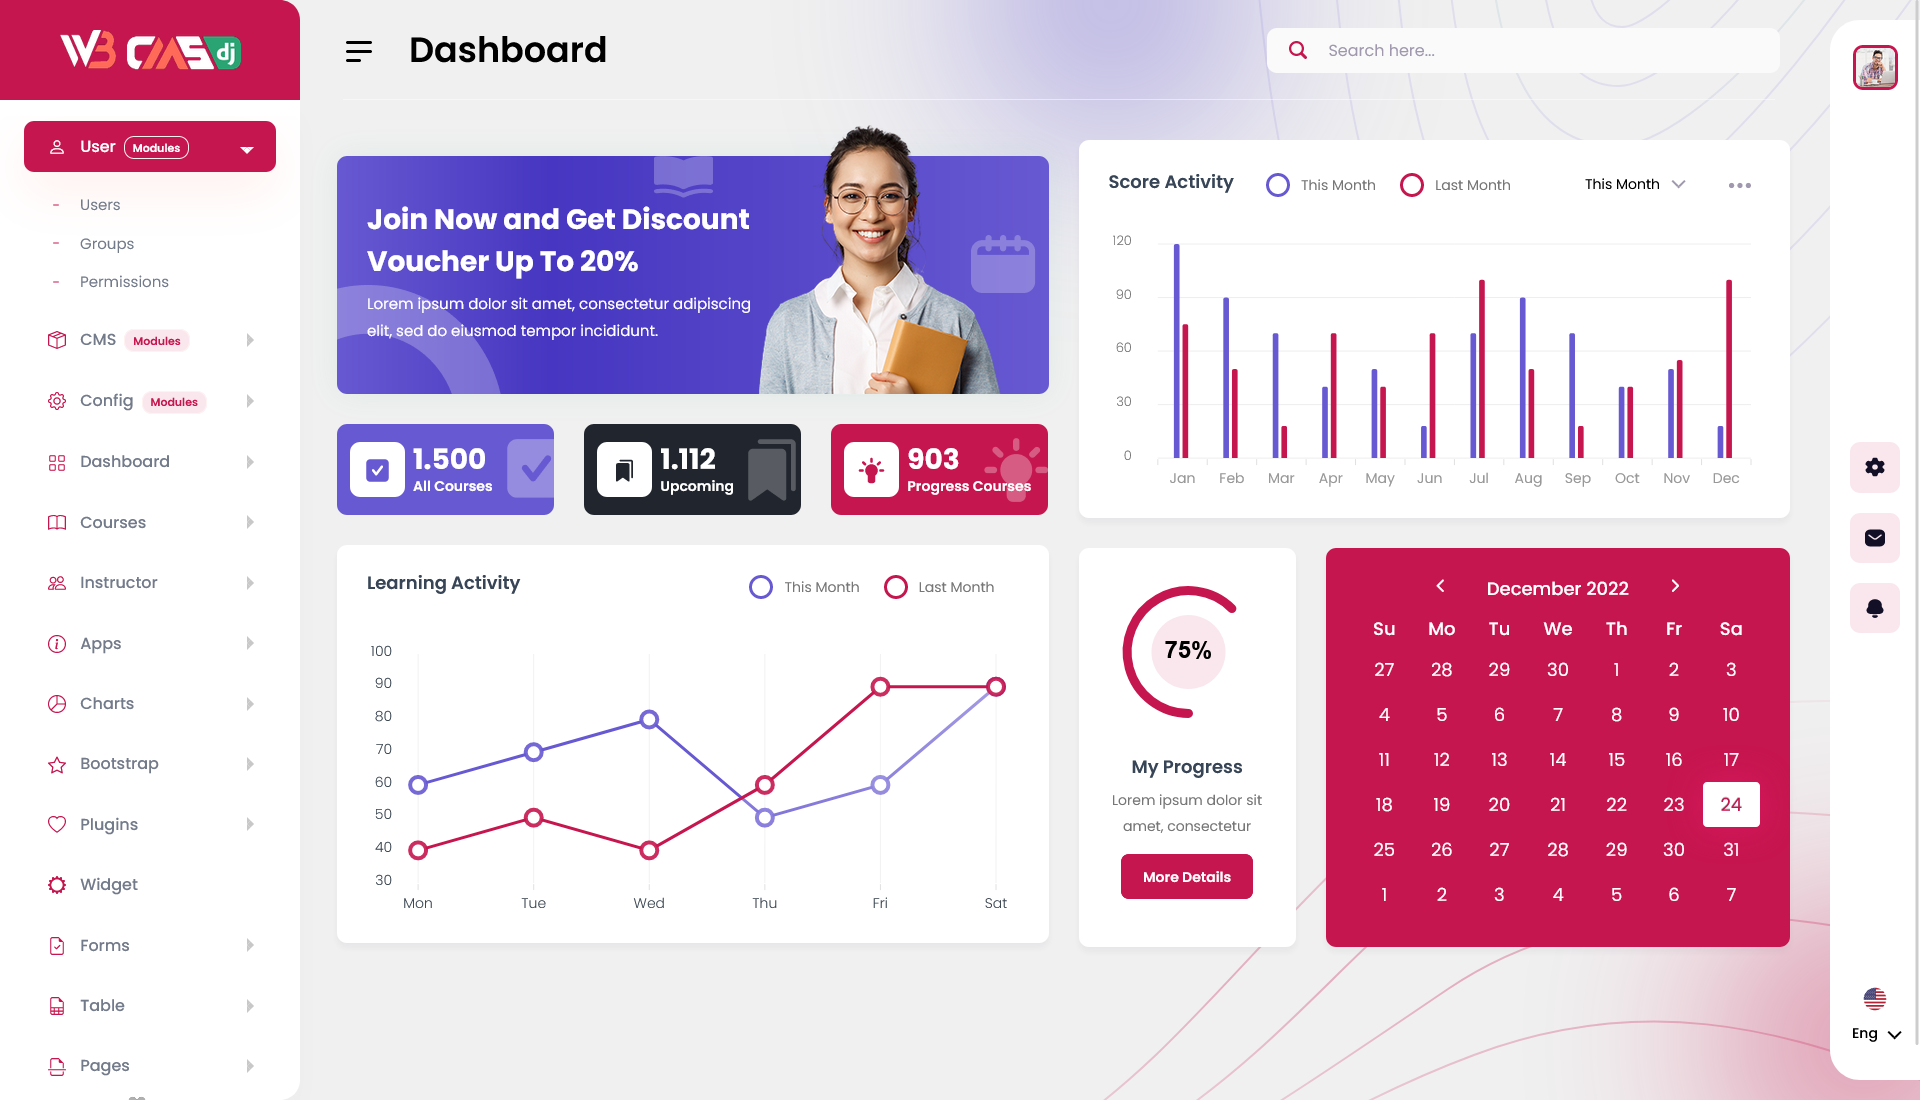 W3 CMS dj
User Modules
Users
Groups
Permissions
CMS Modules
Config Modules
Dashboard
Courses
Instructor
Apps
Charts
Bootstrap
Plugins
Widget
Forms
Table
Pages
Dashboard
Search here...
Join Now and Get Discount
Voucher Up To 20%
Lorem ipsum dolor sit amet, consectetur adipiscing
elit, sed do eiusmod tempor incididunt.
1.500
All Courses
1.112
Upcoming
903
Progress Courses
Score Activity
This Month
Last Month
This Month
120
90
60
30
0
Jan Feb Mar Apr May Jun Jul Aug Sep Oct Nov Dec
Learning Activity
This Month
Last Month
100
90
80
70
60
50
40
30
Mon Tue Wed Thu Fri Sat
75%
My Progress
Lorem ipsum dolor sit
amet, consectetur
More Details
December 2022
Su Mo Tu We Th Fr Sa
27 28 29 30 1 2 3
4 5 6 7 8 9 10
11 12 13 14 15 16 17
18 19 20 21 22 23 24
25 26 27 28 29 30 31
1 2 3 4 5 6 7
Eng